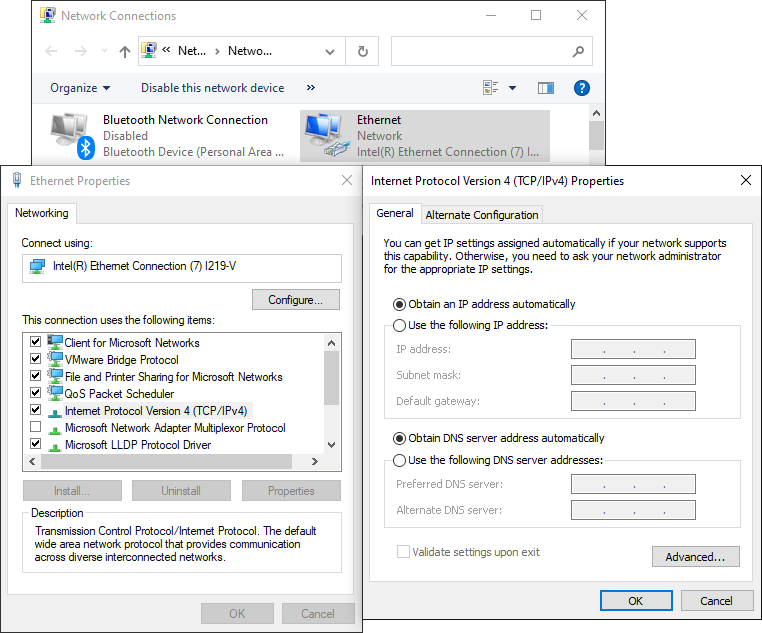 Network Connections
« Net... › Netwo...
Organize
Disable this network device
»
?
Bluetooth Network Connection
Disabled
Bluetooth Device (Personal Area ...
Ethernet
Network
Intel(R) Ethernet Connection (7) I...
Ethernet Properties
Networking
Connect using:
Intel(R) Ethernet Connection (7) I219-V
Configure...
This connection uses the following items:
Client for Microsoft Networks
VMware Bridge Protocol
File and Printer Sharing for Microsoft Networks
QoS Packet Scheduler
Internet Protocol Version 4 (TCP/IPv4)
Microsoft Network Adapter Multiplexor Protocol
Microsoft LLDP Protocol Driver
Install...
Uninstall
Properties
Description
Transmission Control Protocol/Internet Protocol. The default
wide area network protocol that provides communication
across diverse interconnected networks.
OK
Cancel
Internet Protocol Version 4 (TCP/IPv4) Properties
General
Alternate Configuration
You can get IP settings assigned automatically if your network supports
this capability. Otherwise, you need to ask your network administrator
for the appropriate IP settings.
Obtain an IP address automatically
Use the following IP address:
IP address:
. . .
Subnet mask:
. . .
Default gateway:
. . .
Obtain DNS server address automatically
Use the following DNS server addresses:
Preferred DNS server:
. . .
Alternate DNS server:
. . .
Validate settings upon exit
Advanced...
OK
Cancel